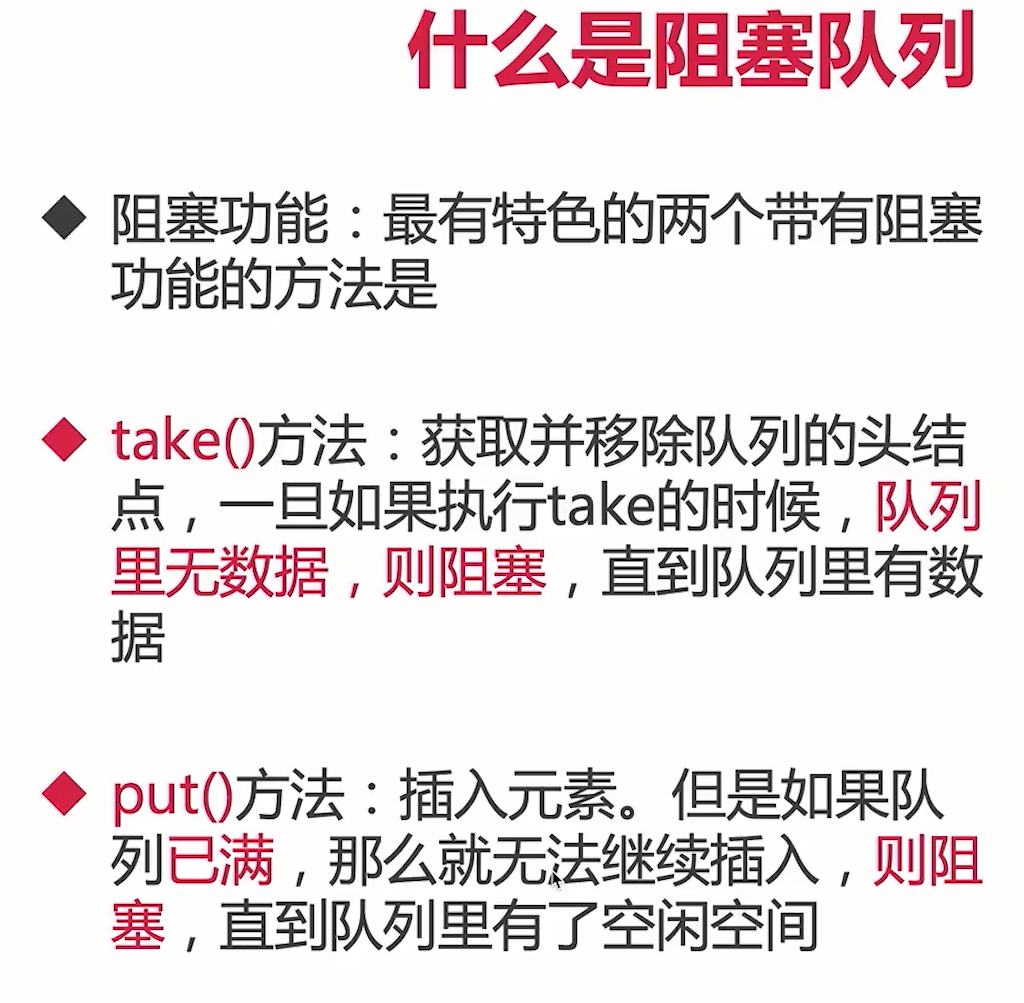 什么是阻塞队列
阻塞功能：最有特色的两个带有阻塞
功能的方法是
take()方法：获取并移除队列的头结
点，一旦如果执行take的时候，队列
里无数据，则阻塞，直到队列里有数
据
put()方法：插入元素。但是如果队
列已满，那么就无法继续插入，则阻
塞，直到队列里有了空闲空间